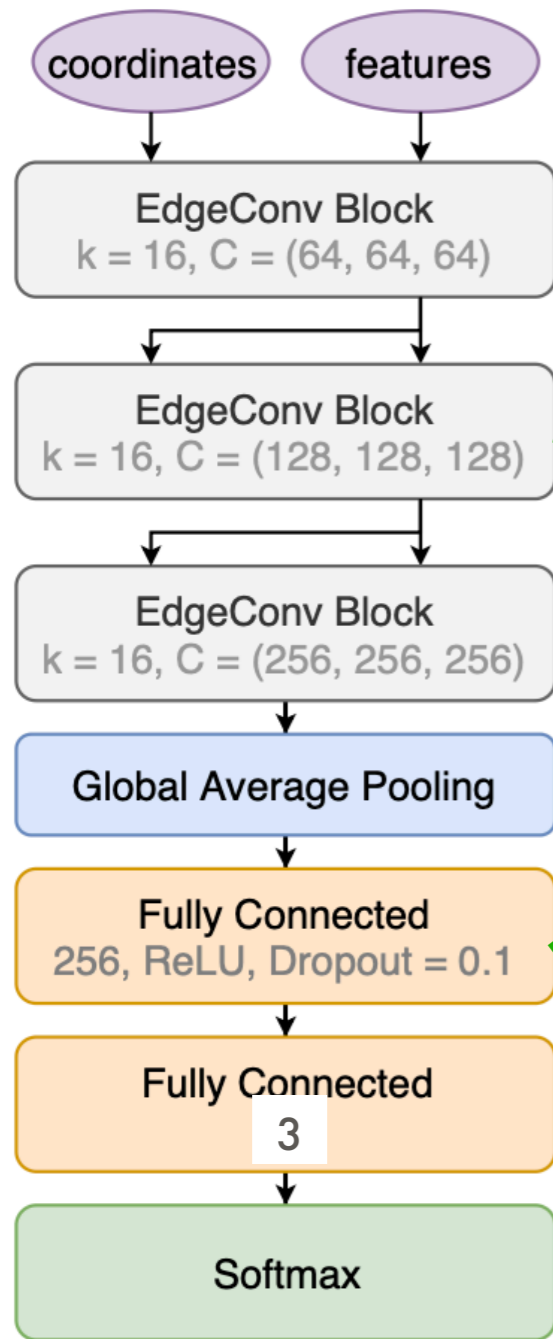 coordinates features
EdgeConv Block
k = 16, C = (64, 64, 64)
EdgeConv Block
k = 16, C = (128, 128, 128)
EdgeConv Block
k = 16, C = (256, 256, 256)
Global Average Pooling
Fully Connected
256, ReLU, Dropout = 0.1
Fully Connected
3
Softmax